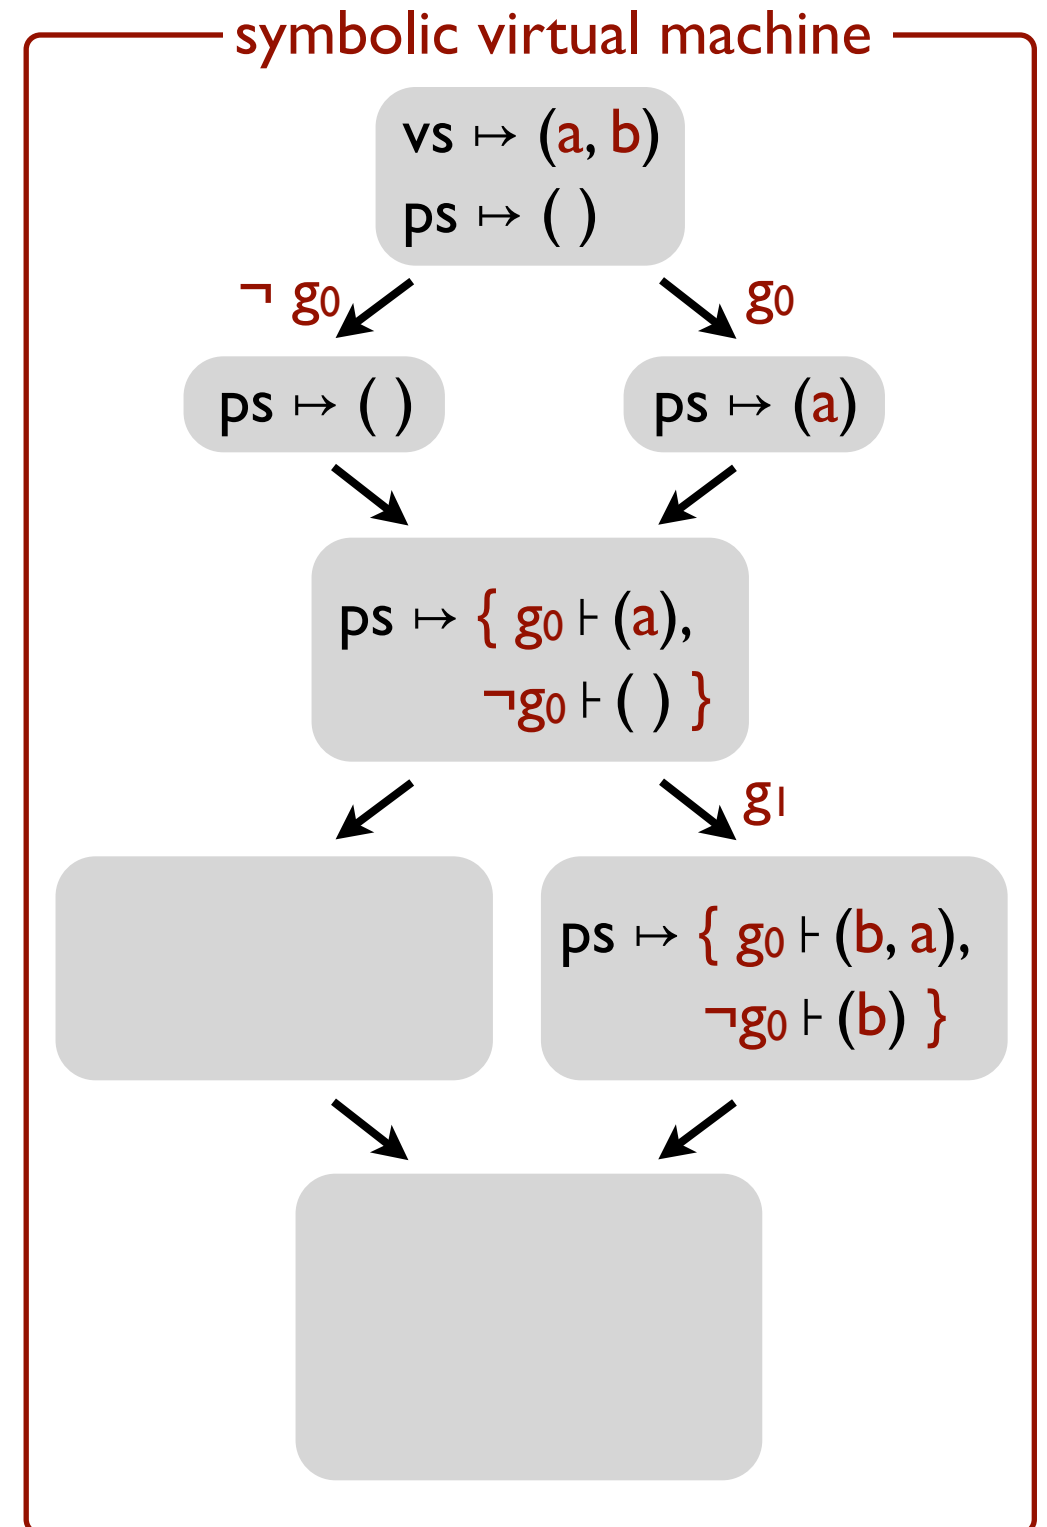 symbolic virtual machine
vs ↦ (a, b)
ps ↦ ( )
¬ g₀
g₀
ps ↦ ( )
ps ↦ (a)
ps ↦ { g₀ ⊦ (a),
¬g₀ ⊦ ( ) }
g₁
ps ↦ { g₀ ⊦ (b, a),
¬g₀ ⊦ (b) }